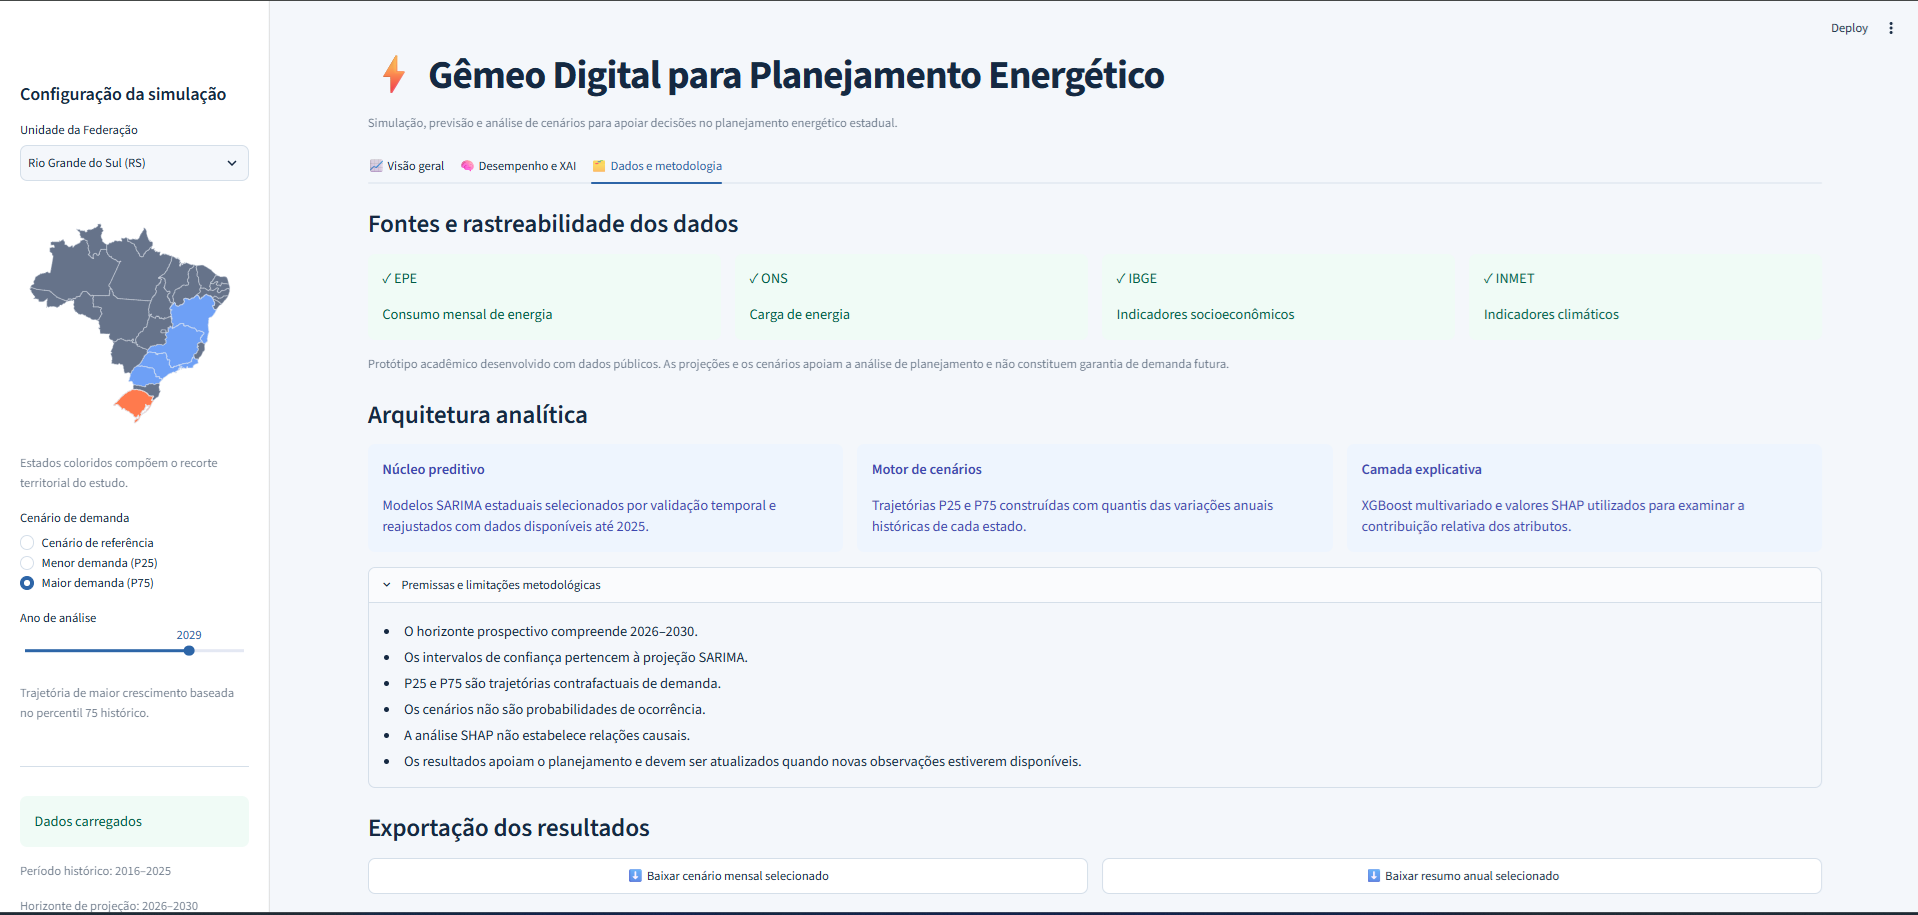 Deploy
Configuração da simulação
Unidade da Federação
Rio Grande do Sul (RS)
Estados coloridos compõem o recorte
territorial do estudo.
Cenário de demanda
Cenário de referência
Menor demanda (P25)
Maior demanda (P75)
Ano de análise
2029
Trajetória de maior crescimento baseada
no percentil 75 histórico.
Dados carregados
Período histórico: 2016–2025
Horizonte de projeção: 2026–2030
Gêmeo Digital para Planejamento Energético
Simulação, previsão e análise de cenários para apoiar decisões no planejamento energético estadual.
Visão geral
Desempenho e XAI
Dados e metodologia
Fontes e rastreabilidade dos dados
✓ EPE
Consumo mensal de energia
✓ ONS
Carga de energia
✓ IBGE
Indicadores socioeconômicos
✓ INMET
Indicadores climáticos
Protótipo acadêmico desenvolvido com dados públicos. As projeções e os cenários apoiam a análise de planejamento e não constituem garantia de demanda futura.
Arquitetura analítica
Núcleo preditivo
Modelos SARIMA estaduais selecionados por validação temporal e
reajustados com dados disponíveis até 2025.
Motor de cenários
Trajetórias P25 e P75 construídas com quantis das variações anuais
históricas de cada estado.
Camada explicativa
XGBoost multivariado e valores SHAP utilizados para examinar a
contribuição relativa dos atributos.
Premissas e limitações metodológicas
• O horizonte prospectivo compreende 2026–2030.
• Os intervalos de confiança pertencem à projeção SARIMA.
• P25 e P75 são trajetórias contrafactuais de demanda.
• Os cenários não são probabilidades de ocorrência.
• A análise SHAP não estabelece relações causais.
• Os resultados apoiam o planejamento e devem ser atualizados quando novas observações estiverem disponíveis.
Exportação dos resultados
Baixar cenário mensal selecionado
Baixar resumo anual selecionado